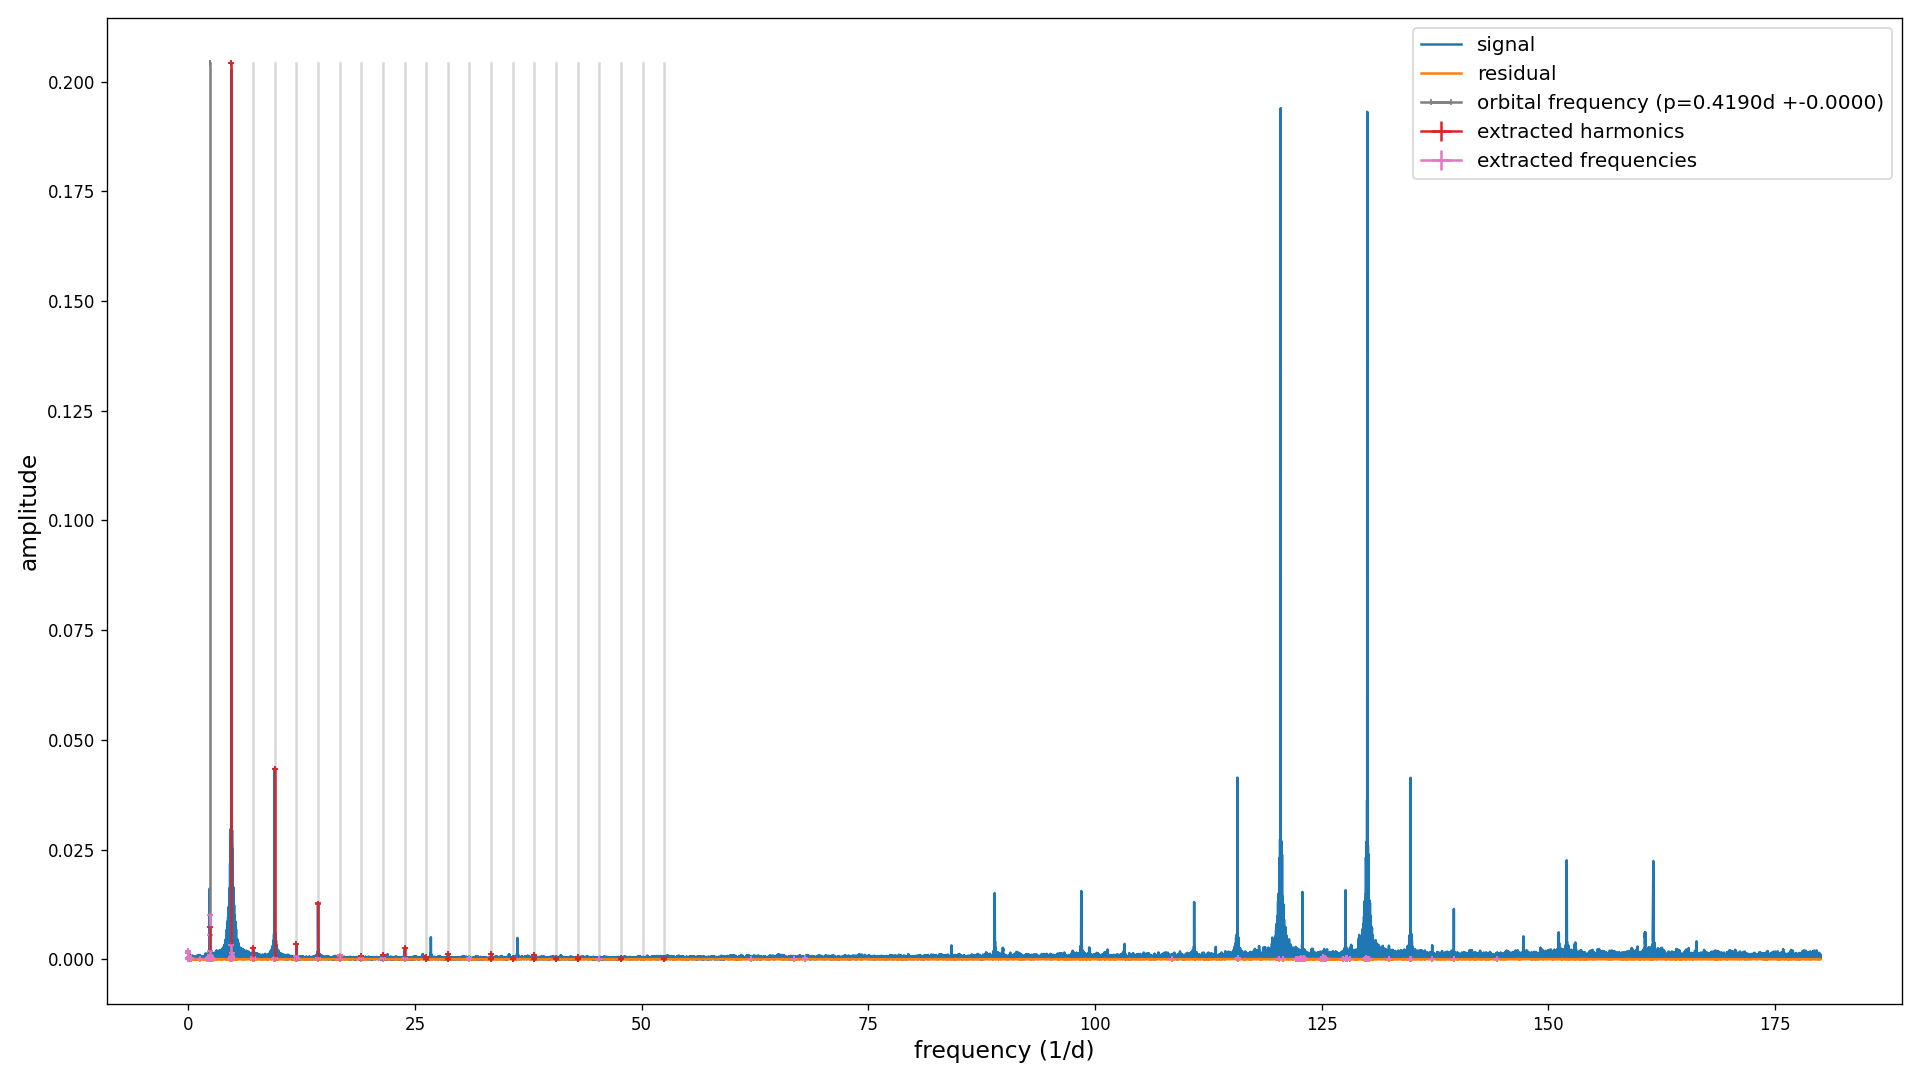 signal
residual
orbital frequency (p=0.4190d +-0.0000)
extracted harmonics
extracted frequencies
amplitude
0.200
0.175
0.150
0.125
0.100
0.075
0.050
0.025
0.000
0 25 50 75 100 125 150 175
frequency (1/d)